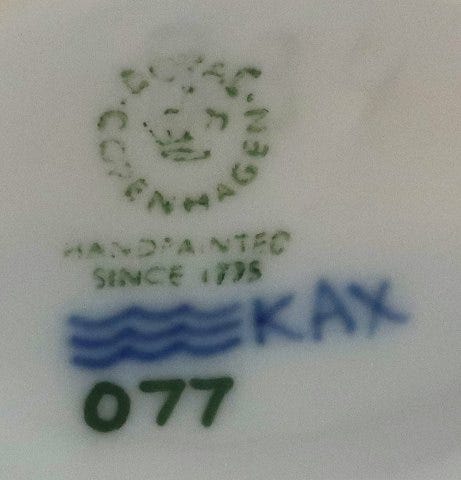 ROYAL COPENHAGEN
HANDPAINTED
SINCE 1775
KAX
077